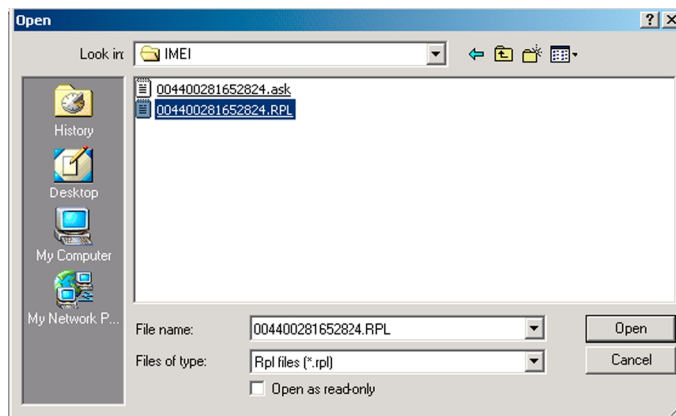 Open
Look in:
IMEI
History
Desktop
My Computer
My Network P...
004400281652824.ask
004400281652824.RPL
File name:
004400281652824.RPL
Open
Files of type:
Rpl files (*.rpl)
Cancel
Open as read-only